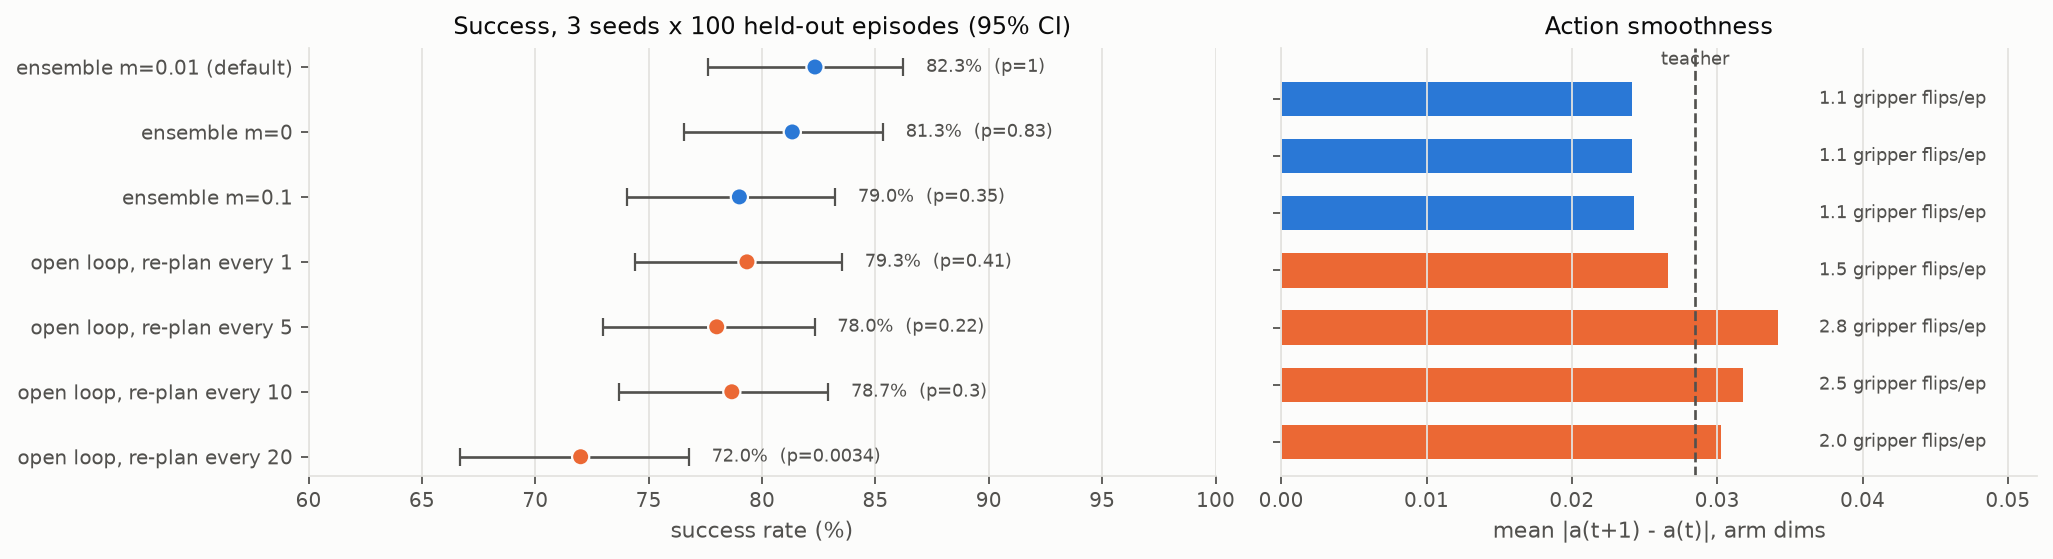 Success, 3 seeds x 100 held-out episodes (95% CI)
ensemble m=0.01 (default)
82.3% (p=1)
ensemble m=0
81.3% (p=0.83)
ensemble m=0.1
79.0% (p=0.35)
open loop, re-plan every 1
79.3% (p=0.41)
open loop, re-plan every 5
78.0% (p=0.22)
open loop, re-plan every 10
78.7% (p=0.3)
open loop, re-plan every 20
72.0% (p=0.0034)
60 65 70 75 80 85 90 95 100
success rate (%)
Action smoothness
teacher
1.1 gripper flips/ep
1.1 gripper flips/ep
1.1 gripper flips/ep
1.5 gripper flips/ep
2.8 gripper flips/ep
2.5 gripper flips/ep
2.0 gripper flips/ep
0.00 0.01 0.02 0.03 0.04 0.05
mean |a(t+1) - a(t)|, arm dims